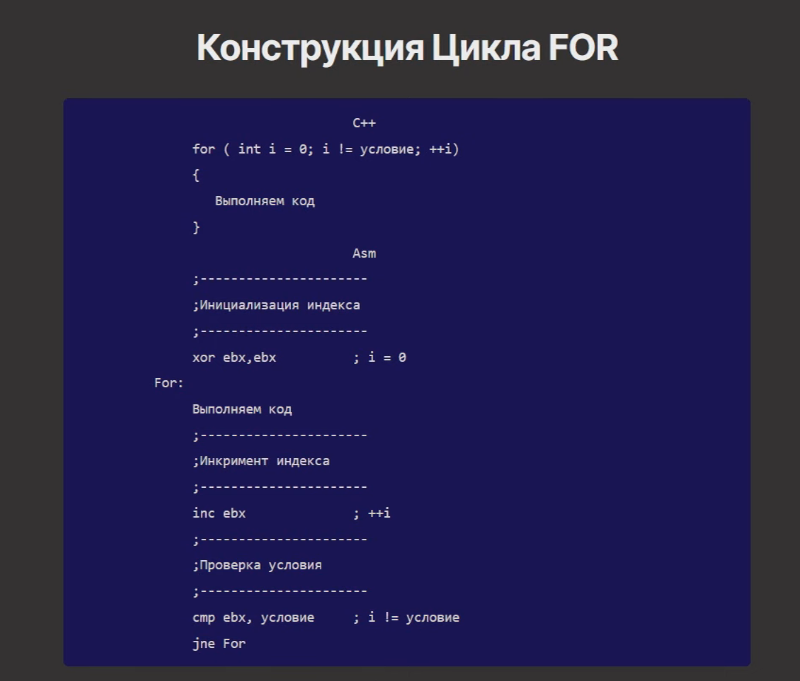 Конструкция Цикла FOR
C++
for ( int i = 0; i != условие; ++i)
{
Выполняем код
}
Asm
;----------------------
;Инициализация индекса
;----------------------
xor ebx,ebx ; i = 0
For:
Выполняем код
;----------------------
;Инкримент индекса
;----------------------
inc ebx ; ++i
;----------------------
;Проверка условия
;----------------------
cmp ebx, условие ; i != условие
jne For